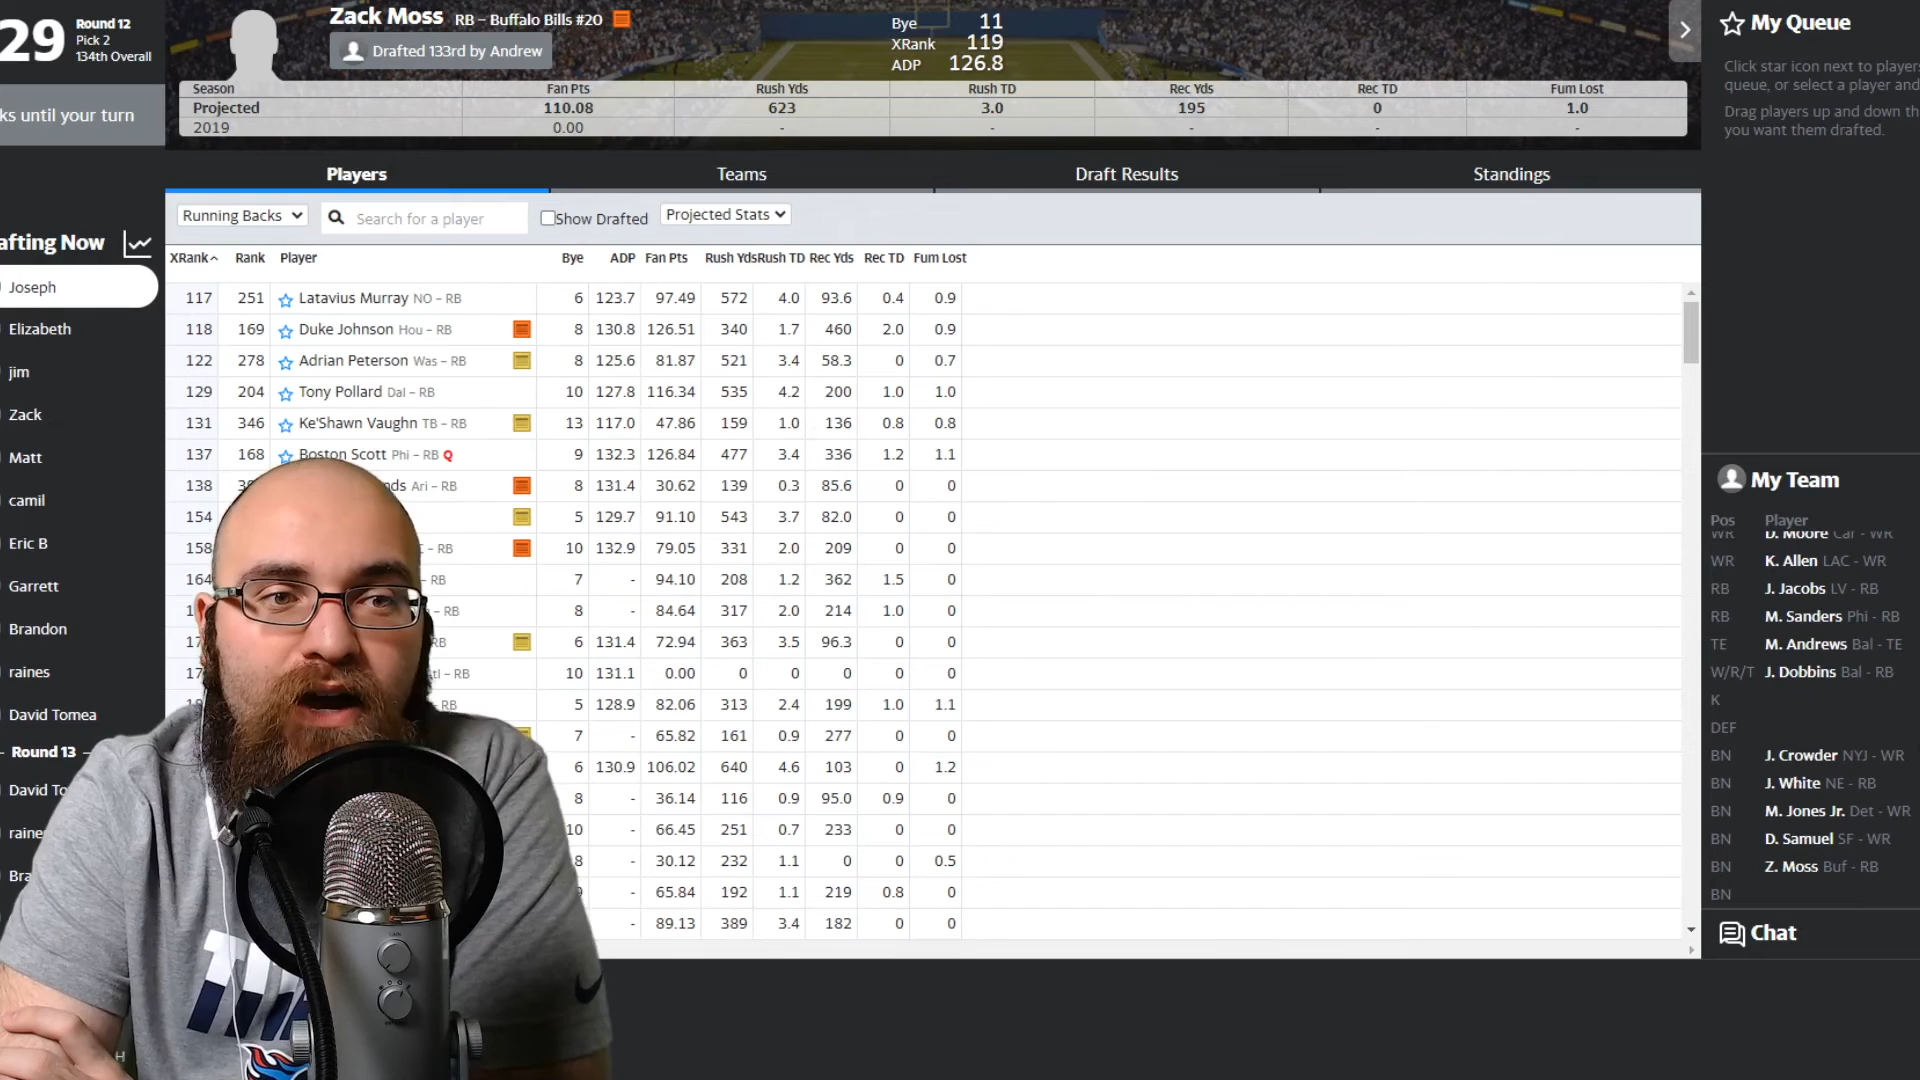 29
Round 12
Pick 2
134th Overall
ks until your turn
Zack Moss RB – Buffalo Bills #20
Drafted 133rd by Andrew
Bye 11
XRank 119
ADP 126.8
Season Fan Pts Rush Yds Rush TD Rec Yds Rec TD Fum Lost
Projected 110.08 623 3.0 195 0 1.0
2019 0.00 - - - - -
My Queue
Click star icon next to players
queue, or select a player and
Drag players up and down th
you want them drafted.
Players Teams Draft Results Standings
Running Backs Search for a player Show Drafted Projected Stats
afting Now
Joseph
Elizabeth
jim
Zack
Matt
camil
Eric B
Garrett
Brandon
raines
David Tomea
– Round 13 –
David To
raine
Bra
XRank Rank Player Bye ADP Fan Pts Rush Yds Rush TD Rec Yds Rec TD Fum Lost
117 251 Latavius Murray NO – RB 6 123.7 97.49 572 4.0 93.6 0.4 0.9
118 169 Duke Johnson Hou – RB 8 130.8 126.51 340 1.7 460 2.0 0.9
122 278 Adrian Peterson Was – RB 8 125.6 81.87 521 3.4 58.3 0 0.7
129 204 Tony Pollard Dal – RB 10 127.8 116.34 535 4.2 200 1.0 1.0
131 346 Ke'Shawn Vaughn TB – RB 13 117.0 47.86 159 1.0 136 0.8 0.8
137 168 Boston Scott Phi – RB Q 9 132.3 126.84 477 3.4 336 1.2 1.1
138 nds Ari – RB 8 131.4 30.62 139 0.3 85.6 0 0
154 5 129.7 91.10 543 3.7 82.0 0 0
158 – RB 10 132.9 79.05 331 2.0 209 0 0
164 – RB 7 - 94.10 208 1.2 362 1.5 0
– RB 8 - 84.64 317 2.0 214 1.0 0
RB 6 131.4 72.94 363 3.5 96.3 0 0
tl – RB 10 131.1 0.00 0 0 0 0 0
RB 5 128.9 82.06 313 2.4 199 1.0 1.1
7 - 65.82 161 0.9 277 0 0
6 130.9 106.02 640 4.6 103 0 1.2
8 - 36.14 116 0.9 95.0 0.9 0
10 - 66.45 251 0.7 233 0 0
8 - 30.12 232 1.1 0 0 0.5
- 65.84 192 1.1 219 0.8 0
- 89.13 389 3.4 182 0 0
My Team
Pos Player
WR D. Moore Car - WR
WR K. Allen LAC - WR
RB J. Jacobs LV - RB
RB M. Sanders Phi - RB
TE M. Andrews Bal - TE
W/R/T J. Dobbins Bal - RB
K
DEF
BN J. Crowder NYJ - WR
BN J. White NE - RB
BN M. Jones Jr. Det - WR
BN D. Samuel SF - WR
BN Z. Moss Buf - RB
BN
Chat